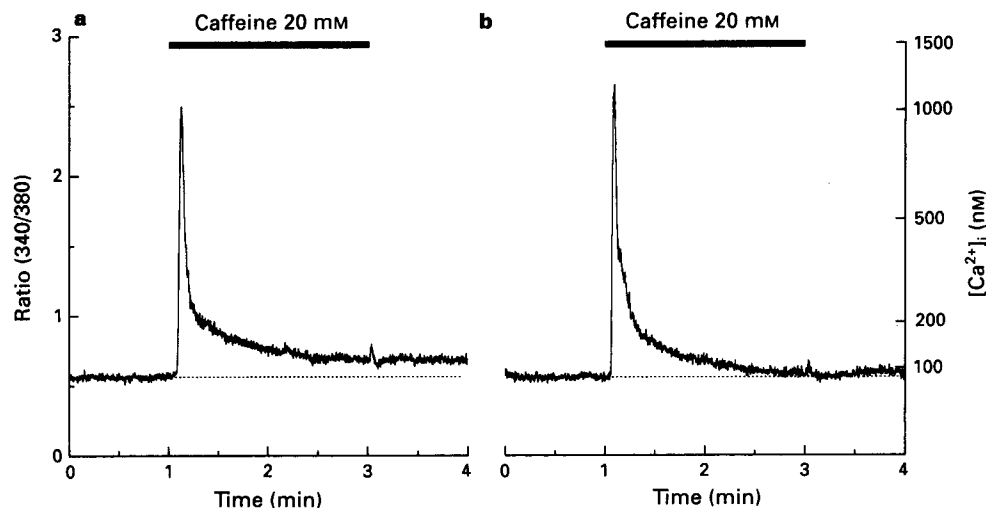 a
Caffeine 20 mM
3
2
1
0
Ratio (340/380)
0 1 2 3 4
Time (min)
b
Caffeine 20 mM
1500
1000
500
200
100
[Ca²⁺]ᵢ (nM)
0 1 2 3 4
Time (min)